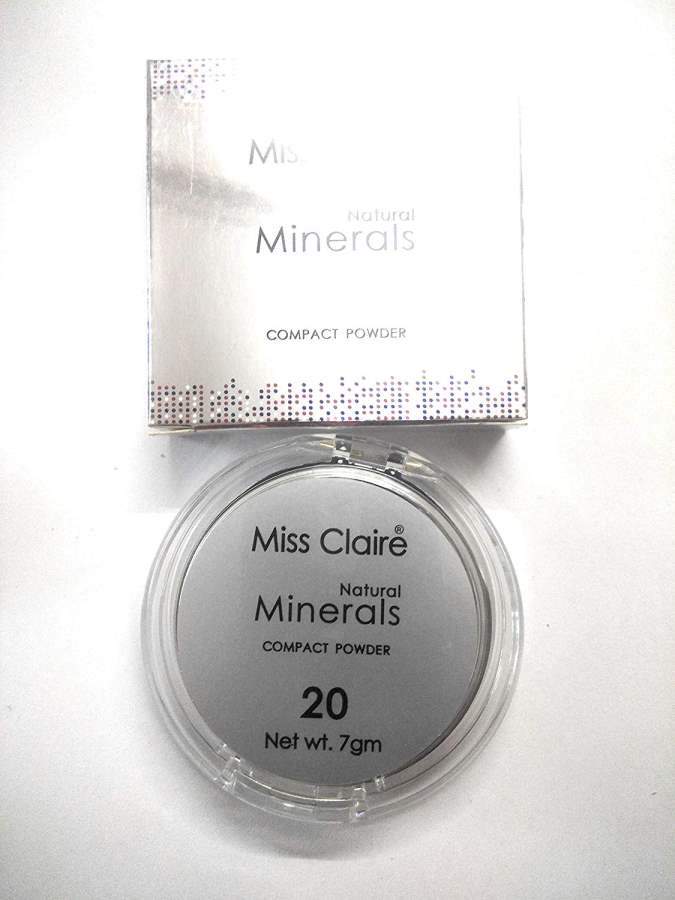 Mis
Natural
Minerals
COMPACT POWDER
Miss Claire®
Natural
Minerals
COMPACT POWDER
20
Net wt. 7gm